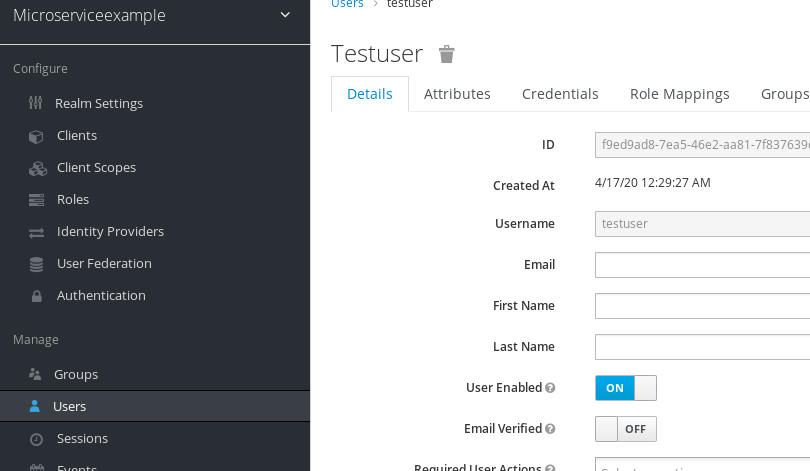 Microserviceexample
Configure
Realm Settings
Clients
Client Scopes
Roles
Identity Providers
User Federation
Authentication
Manage
Groups
Users
Sessions
Events
Users > testuser
Testuser
Details Attributes Credentials Role Mappings Groups
ID f9ed9ad8-7ea5-46e2-aa81-7f837639
Created At 4/17/20 12:29:27 AM
Username testuser
Email
First Name
Last Name
User Enabled ON
Email Verified OFF
Required User Actions